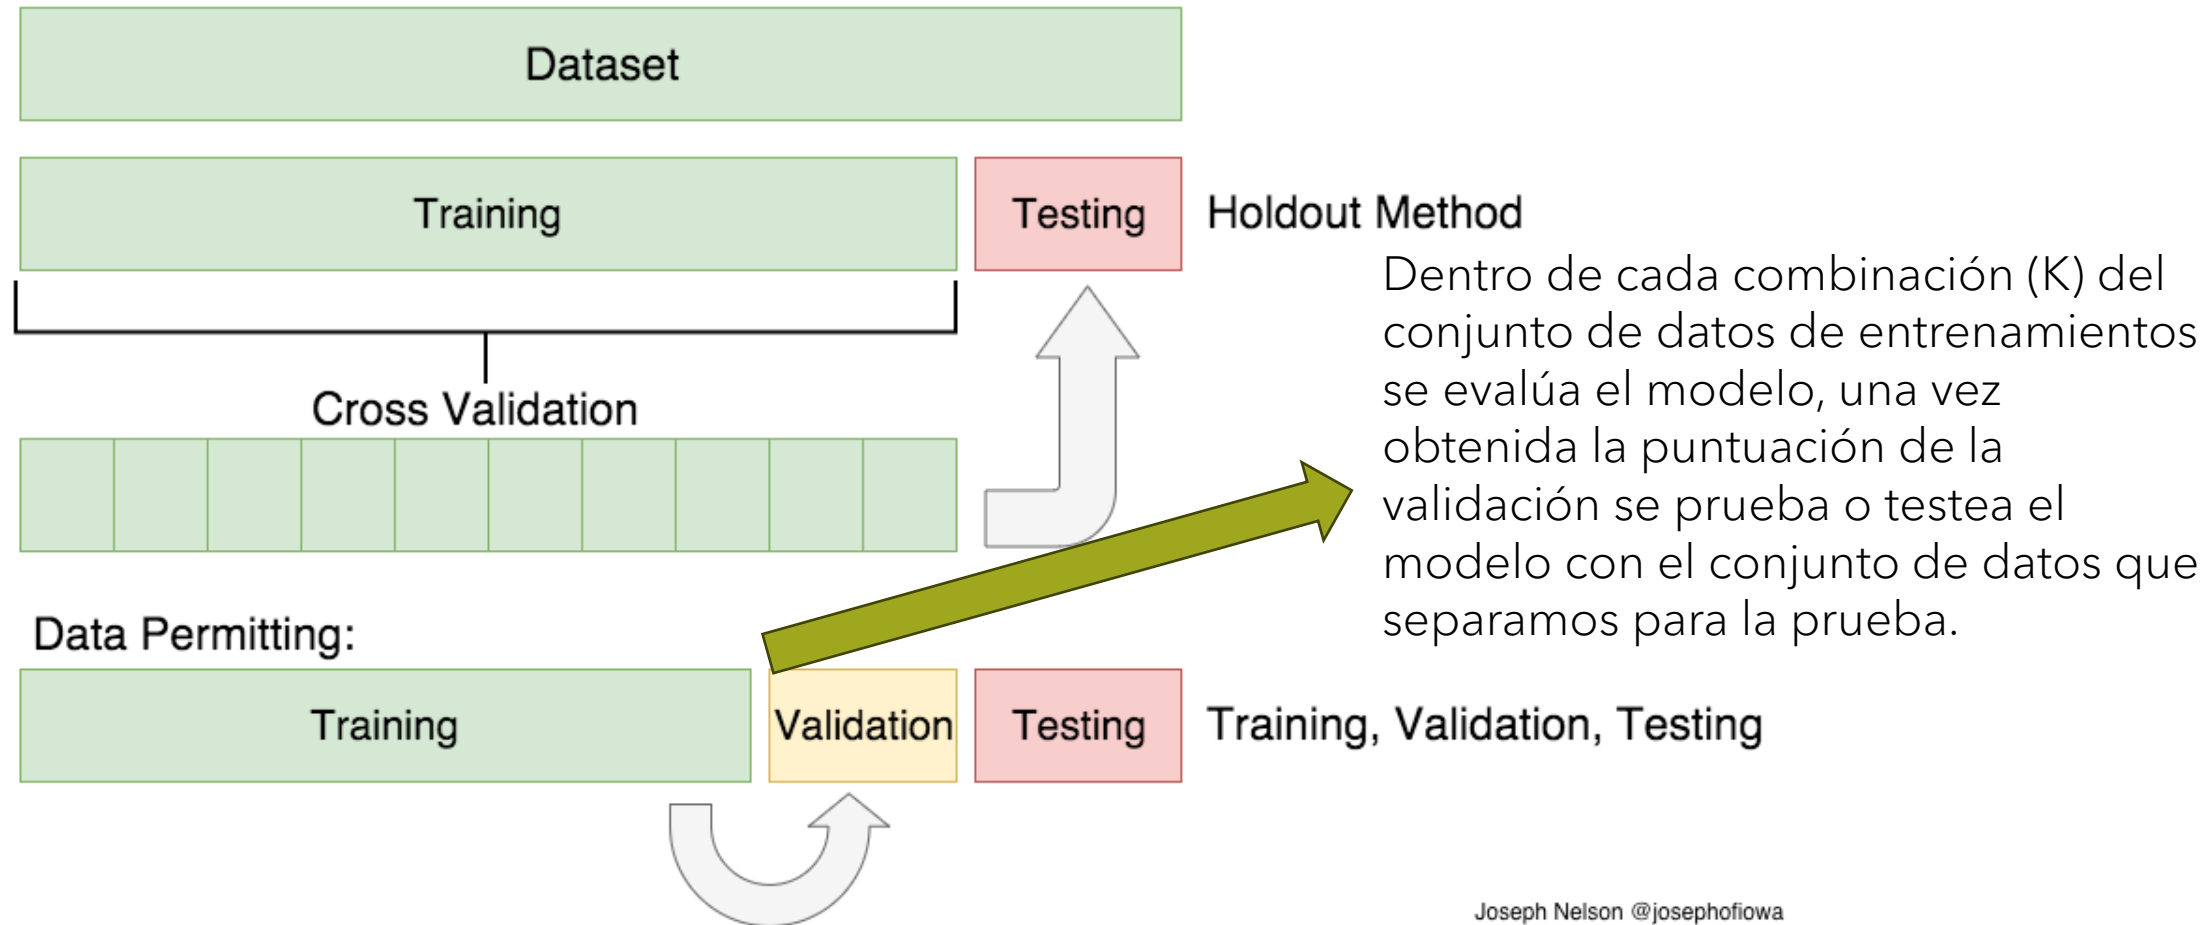 Dataset
Training
Testing
Holdout Method
Dentro de cada combinación (K) del
conjunto de datos de entrenamientos
se evalúa el modelo, una vez
obtenida la puntuación de la
validación se prueba o testea el
modelo con el conjunto de datos que
separamos para la prueba.
Cross Validation
Data Permitting:
Training
Validation
Testing
Training, Validation, Testing
Joseph Nelson @josephofiowa